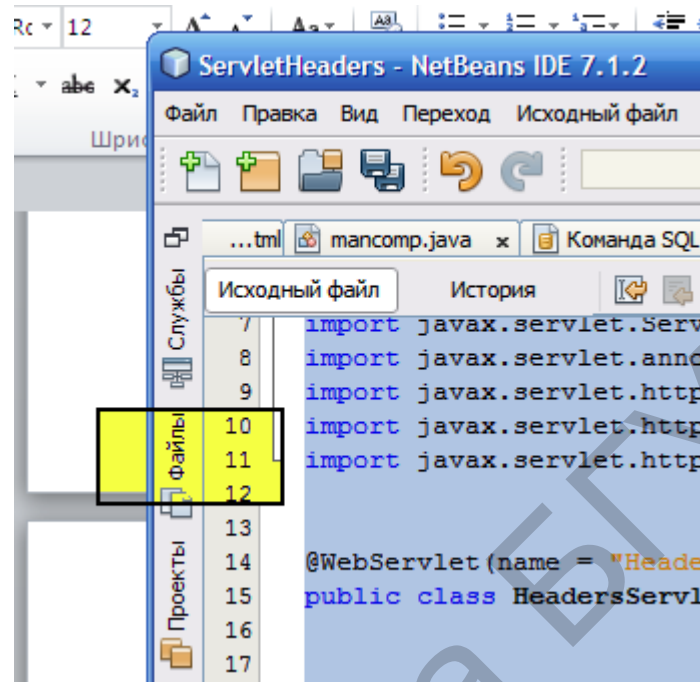 12
Aa
abc x₂
ServletHeaders - NetBeans IDE 7.1.2
Файл Правка Вид Переход Исходный файл
...tml mancomp.java x Команда SQL
Исходный файл История
Службы
Файлы
Проекты
7 import javax.servlet.Serv
8 import javax.servlet.anno
9 import javax.servlet.http
10 import javax.servlet.http
11 import javax.servlet.http
12
13
14 @WebServlet(name = "Heade
15 public class HeadersServl
16
17